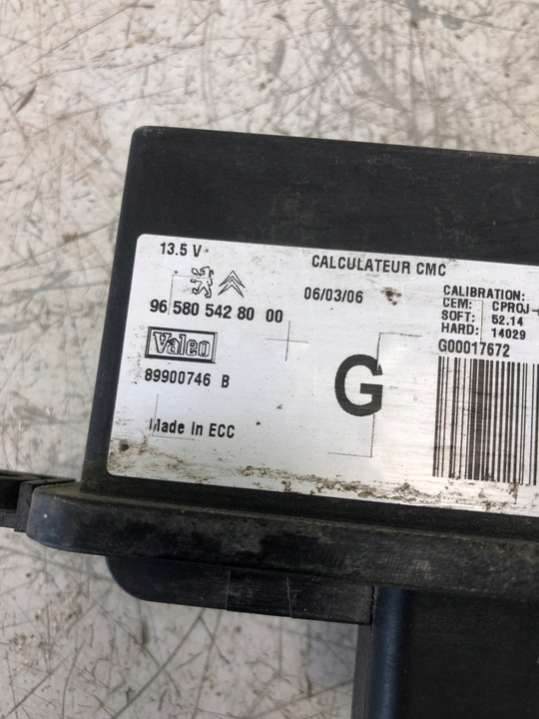 13.5 V
CALCULATEUR CMC
96 580 542 80 00
06/03/06
CALIBRATION:
CEM: CPROJ-
SOFT: 52.14
HARD: 14029
G00017672
Valeo
89900746 B
G
Made In ECC